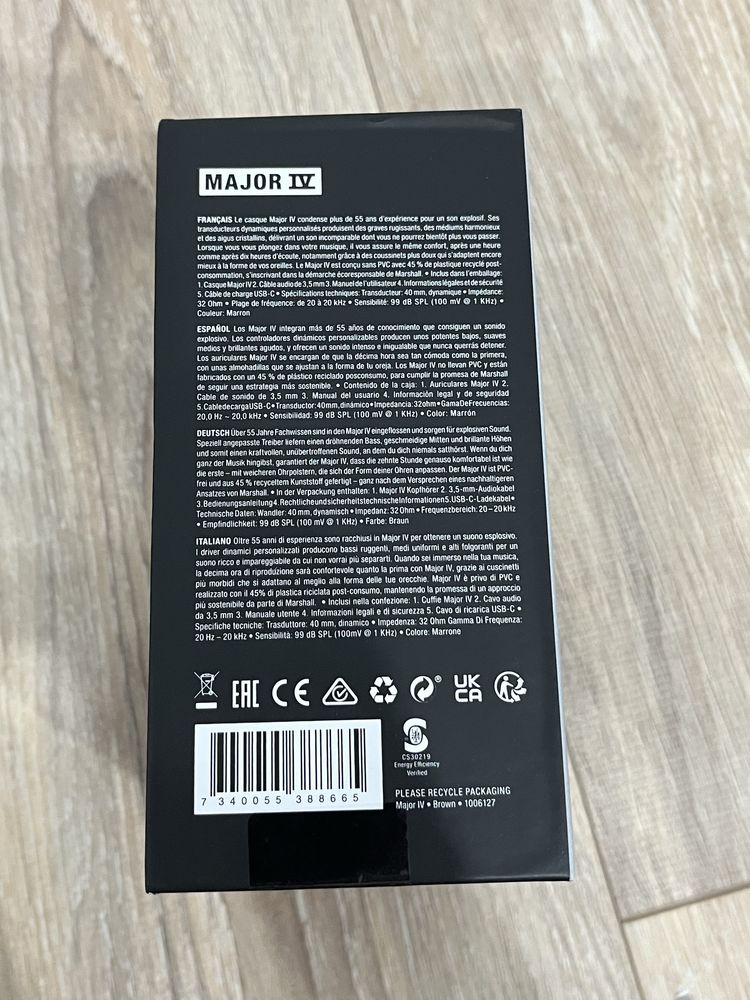 MAJOR IV
FRANÇAIS Le casque Major IV condense plus de 55 ans d'expérience pour un son explosif. Ses
transducteurs dynamiques personnalisés produisent des graves rugissants, des médiums harmonieux
et des aigus cristallins, délivrant un son incomparable dont vous ne pourrez bientôt plus vous passer.
Lorsque vous vous plongez dans votre musique, il vous assure le même confort, après une heure
comme après dix heures d'écoute, notamment grâce à des coussinets plus doux qui s'adaptent encore
mieux à la forme de vos oreilles. Le Major IV est conçu sans PVC avec 45 % de plastique recyclé post-
consommation, s'inscrivant dans la démarche écoresponsable de Marshall. • Inclus dans l'emballage:
1. Casque Major IV 2. Câble audio de 3,5 mm 3. Manuel de l'utilisateur 4. Informations légales et de sécurité
5. Câble de charge USB-C • Spécifications techniques: Transducteur: 40 mm, dynamique • Impédance:
32 Ohm • Plage de fréquence: de 20 à 20 kHz • Sensibilité: 99 dB SPL (100 mV @ 1 KHz) •
Couleur: Marron
ESPAÑOL Los Major IV integran más de 55 años de conocimiento que consiguen un sonido
explosivo. Los controladores dinámicos personalizados producen unos potentes bajos, suaves
medios y brillantes agudos, y ofrecen un sonido intenso e inigualable que nunca querrás detener.
Los auriculares Major IV se encargan de que la décima hora sea tan cómoda como la primera,
con unas almohadillas que se ajustan a la forma de tu oreja. Los Major IV no llevan PVC y están
fabricados con un 45 % de plástico reciclado posconsumo, para cumplir la promesa de Marshall
de seguir una estrategia más sostenible. • Contenido de la caja: 1. Auriculares Major IV 2.
Cable de sonido de 3,5 mm 3. Manual del usuario 4. Información legal y de seguridad
5.CabledecargaUSB-C•Transductor:40mm,dinámico•Impedancia:32ohm•GamaDeFrecuencias:
20,0 Hz ~ 20,0 kHz • Sensibilidad: 99 dB SPL (100 mV @ 1 KHz) • Color: Marrón
DEUTSCH Über 55 Jahre Fachwissen sind in den Major IV eingeflossen und sorgen für explosiven Sound.
Speziell angepasste Treiber liefern einen dröhnenden Bass, geschmeidige Mitten und brillante Höhen
und somit einen kraftvollen, unübertroffenen Sound, an dem du dich niemals satthörst. Wenn du dich
ganz der Musik hingibst, garantiert der Major IV, dass die zehnte Stunde genauso komfortabel ist wie
die erste – mit weicheren Ohrpolstern, die sich der Form deiner Ohren anpassen. Der Major IV ist PVC-
frei und aus 45 % recyceltem Kunststoff gefertigt – ganz nach dem Versprechen eines nachhaltigeren
Ansatzes von Marshall. • In der Verpackung enthalten: 1. Major IV Kopfhörer 2. 3,5-mm-Audiokabel
3.Bedienungsanleitung4.RechtlicheundsicherheitstechnischeInformationen5.USB-C-Ladekabel•
Technische Daten: Wandler: 40 mm, dynamisch • Impedanz: 32 Ohm • Frequenzbereich: 20 – 20 kHz
• Empfindlichkeit: 99 dB SPL (100 mV @ 1 KHz) • Farbe: Braun
ITALIANO Oltre 55 anni di esperienza sono racchiusi in Major IV per ottenere un suono esplosivo.
I driver dinamici personalizzati producono bassi ruggenti, medi uniformi e alti folgoranti per un
suono ricco e impareggiabile da cui non vorrai più separarti. Quando sei immerso nella tua musica,
la decima ora di riproduzione sarà confortevole quanto la prima con Major IV, grazie ai cuscinetti
più morbidi che si adattano al meglio alla forma delle tue orecchie. Major IV è privo di PVC e
realizzato con il 45% di plastica riciclata post-consumo, mantenendo la promessa di un approccio
più sostenibile da parte di Marshall. • Inclusi nella confezione: 1. Cuffie Major IV 2. Cavo audio
da 3,5 mm 3. Manuale utente 4. Informazioni legali e di sicurezza 5. Cavo di ricarica USB-C •
Specifiche tecniche: Trasduttore: 40 mm, dinamico • Impedenza: 32 Ohm Gamma Di Frequenza:
20 Hz – 20 kHz • Sensibilità: 99 dB SPL (100mV @ 1 KHz) • Colore: Marrone
EAC CE UK CA
CS30219
Energy Efficiency
Verified
7 340055 388665
PLEASE RECYCLE PACKAGING
Major IV • Brown • 1006127